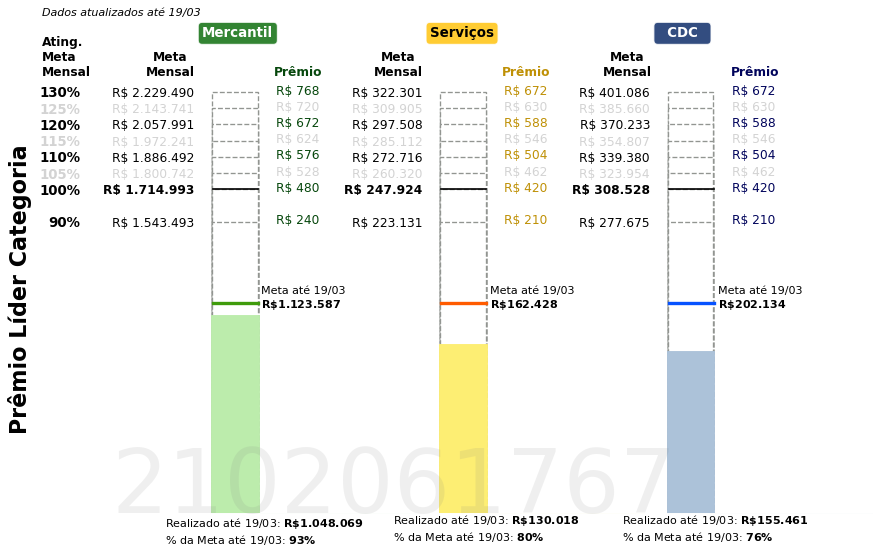 Dados atualizados até 19/03
Mercantil Serviços CDC
Ating. Meta Mensal Meta Mensal Prêmio Meta Mensal Prêmio Meta Mensal Prêmio
130% R$ 2.229.490 R$ 768 R$ 322.301 R$ 672 R$ 401.086 R$ 672
125% R$ 2.143.741 R$ 720 R$ 309.905 R$ 630 R$ 385.660 R$ 630
120% R$ 2.057.991 R$ 672 R$ 297.508 R$ 588 R$ 370.233 R$ 588
115% R$ 1.972.241 R$ 624 R$ 285.112 R$ 546 R$ 354.807 R$ 546
110% R$ 1.886.492 R$ 576 R$ 272.716 R$ 504 R$ 339.380 R$ 504
105% R$ 1.800.742 R$ 528 R$ 260.320 R$ 462 R$ 323.954 R$ 462
100% R$ 1.714.993 R$ 480 R$ 247.924 R$ 420 R$ 308.528 R$ 420
90% R$ 1.543.493 R$ 240 R$ 223.131 R$ 210 R$ 277.675 R$ 210
Prêmio Líder Categoria
Meta até 19/03 Meta até 19/03 Meta até 19/03
R$1.123.587 R$162.428 R$202.134
2102061767
Realizado até 19/03: R$1.048.069 Realizado até 19/03: R$130.018 Realizado até 19/03: R$155.461
% da Meta até 19/03: 93% % da Meta até 19/03: 80% % da Meta até 19/03: 76%